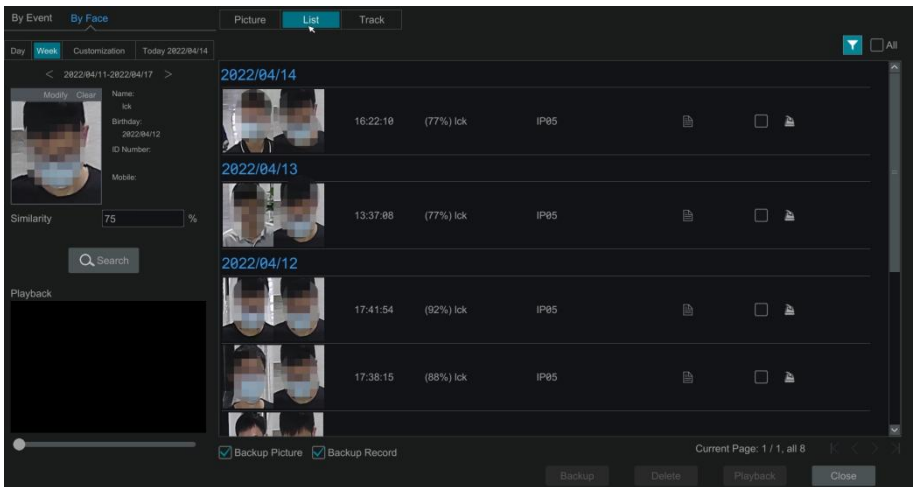 By Event By Face
Picture List Track
All
Day Week Customization Today 2022/04/14
< 2022/04/11-2022/04/17 >
Modify Clear
Name:
lck
Birthday:
2022/04/12
ID Number:
Mobile:
Similarity 75 %
Search
Playback
2022/04/14
16:22:10 (77%) lck IP05
2022/04/13
13:37:08 (77%) lck IP05
2022/04/12
17:41:54 (92%) lck IP05
17:38:15 (88%) lck IP05
Backup Picture Backup Record
Current Page: 1 / 1, all 8
Backup Delete Playback Close